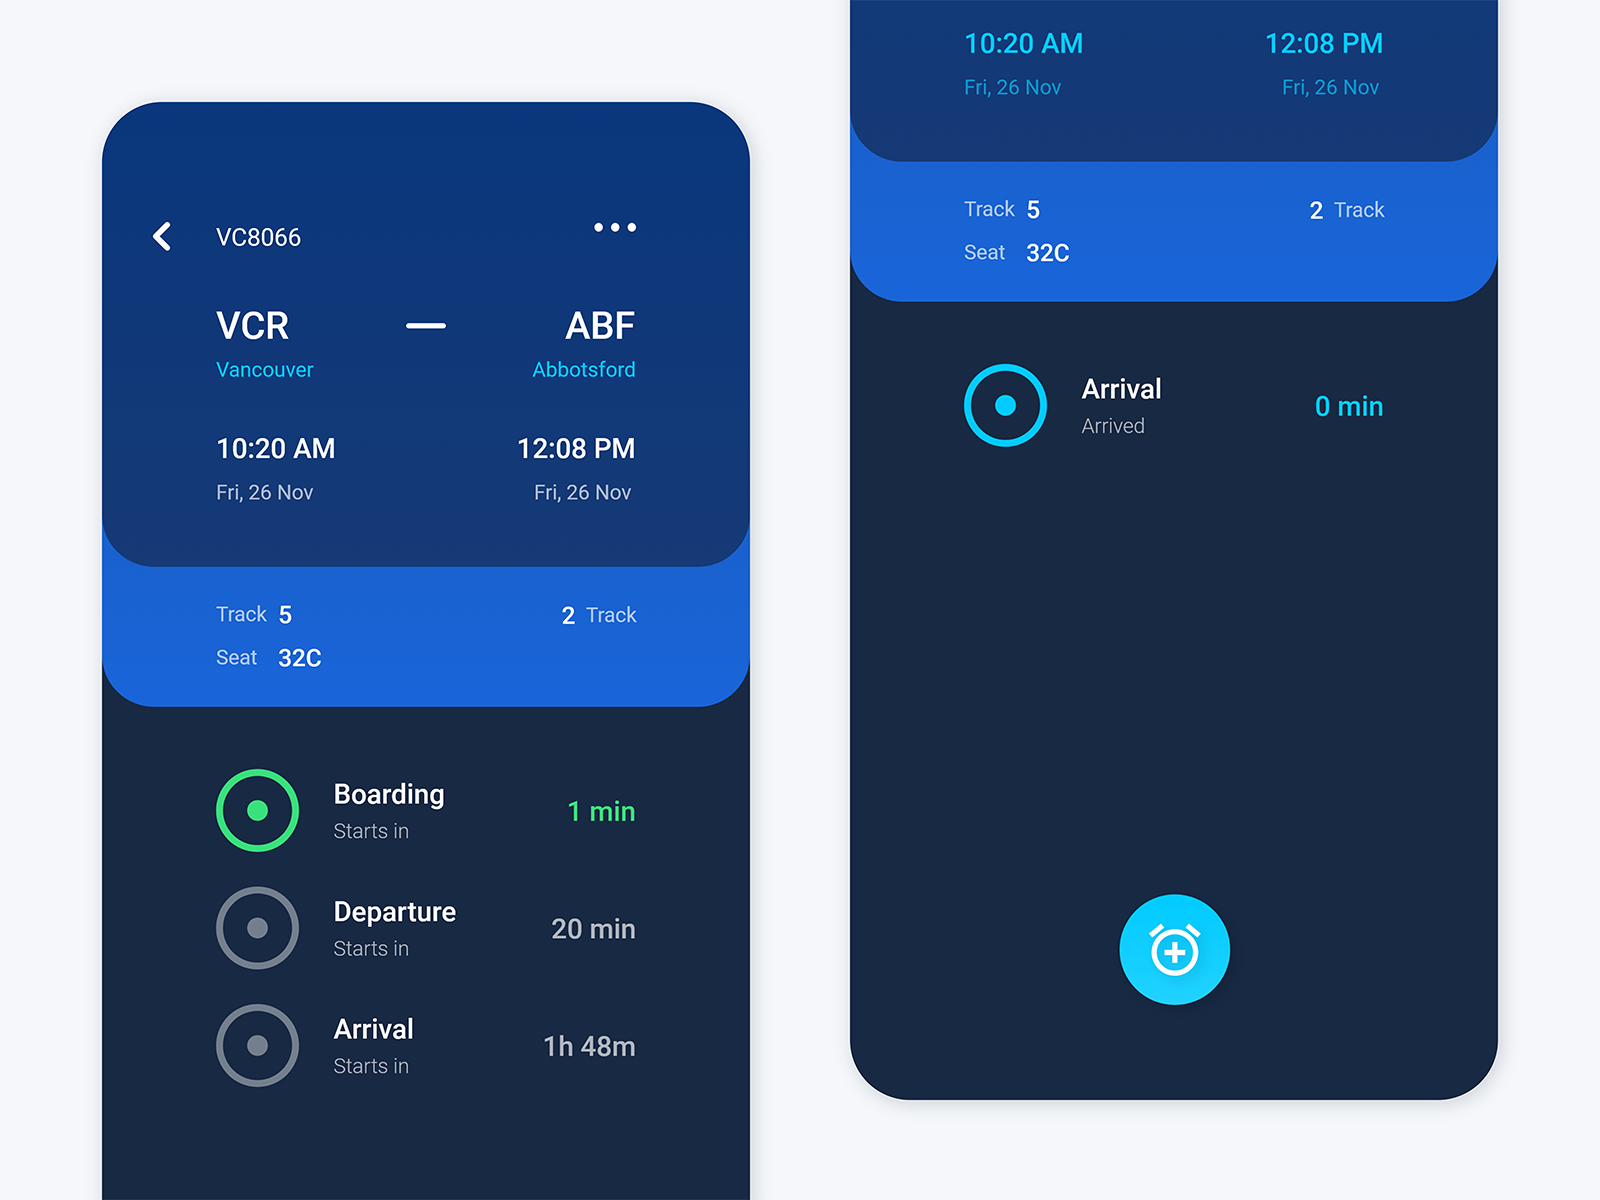 VC8066
VCR — ABF
Vancouver Abbotsford
10:20 AM 12:08 PM
Fri, 26 Nov Fri, 26 Nov
Track 5 2 Track
Seat 32C
Boarding
Starts in
1 min
Departure
Starts in
20 min
Arrival
Starts in
1h 48m
10:20 AM 12:08 PM
Fri, 26 Nov Fri, 26 Nov
Track 5 2 Track
Seat 32C
Arrival
Arrived
0 min